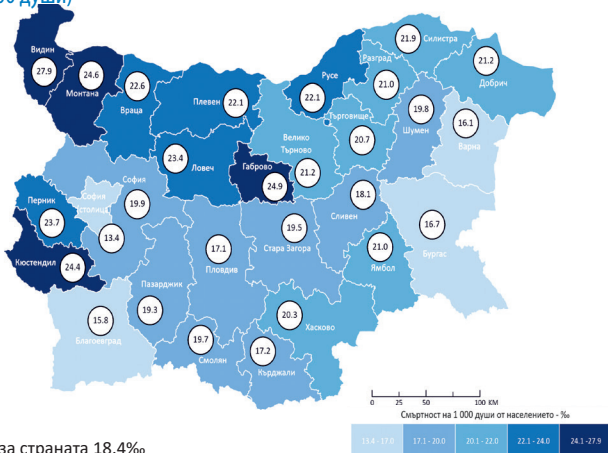 0 души)
Видин
27.9
24.6
Монтана
22.6
Враца
Плевен
22.1
Русе
22.1
21.9
Силистра
Разград
21.0
21.2
Добрич
19.8
Шумен
16.1
Варна
Търговище
20.7
Велико
Търново
21.2
23.4
Ловеч
Габрово
24.9
София
19.9
София
(столица)
13.4
Перник
23.7
Кюстендил
24.4
18.1
Сливен
16.7
Бургас
19.5
Стара Загора
17.1
Пловдив
21.0
Ямбол
Пазарджик
19.3
15.8
Благоевград
19.7
Смолян
17.2
Кърджали
20.3
Хасково
0 25 50 100 КМ
Смъртност на 1 000 души от населението - ‰
13.4 - 17.0 17.1 - 20.0 20.1 - 22.0 22.1 - 24.0 24.1 -27.9
за страната 18.4‰